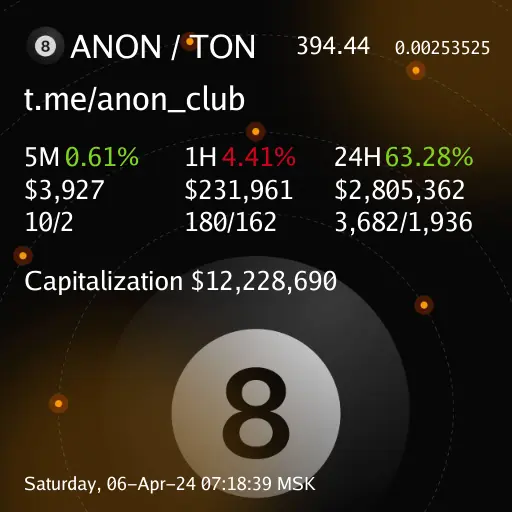 8 ANON / TON 394.44 0.00253525
t.me/anon_club
5M 0.61% 1H 4.41% 24H 63.28%
$3,927 $231,961 $2,805,362
10/2 180/162 3,682/1,936
Capitalization $12,228,690
8
Saturday, 06-Apr-24 07:18:39 MSK